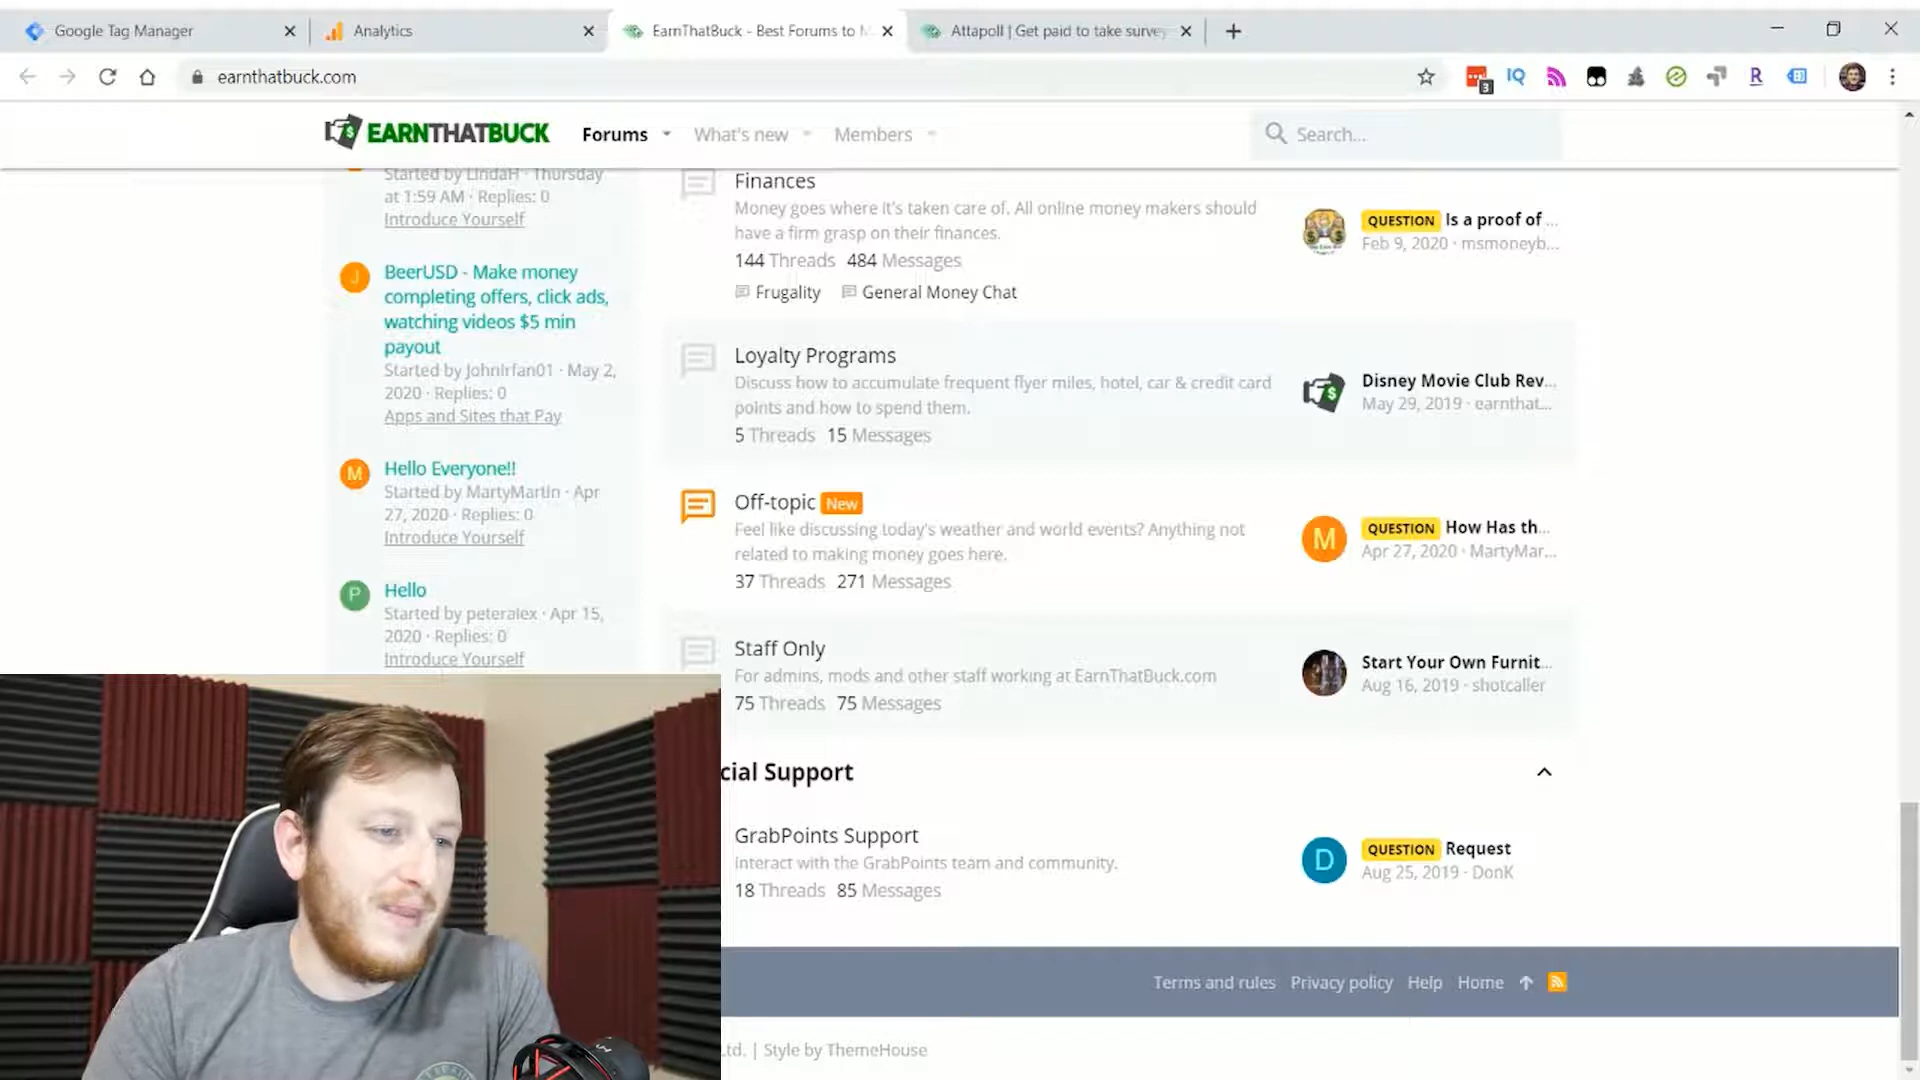 Google Tag Manager
Analytics
EarnThatBuck - Best Forums to M
Attapoll | Get paid to take survey
earnthatbuck.com
3
IQ
R
EARNTHATBUCK
Forums
What's new
Members
Search...
Started by LindaH · Thursday
at 1:59 AM · Replies: 0
Introduce Yourself
J
BeerUSD - Make money
completing offers, click ads,
watching videos $5 min
payout
Started by JohnIrfan01 · May 2,
2020 · Replies: 0
Apps and Sites that Pay
M
Hello Everyone!!
Started by MartyMartin · Apr
27, 2020 · Replies: 0
Introduce Yourself
P
Hello
Started by peteralex · Apr 15,
2020 · Replies: 0
Introduce Yourself
Finances
Money goes where it's taken care of. All online money makers should
have a firm grasp on their finances.
144 Threads 484 Messages
Frugality General Money Chat
QUESTION Is a proof of ...
Feb 9, 2020 · msmoneyb...
Loyalty Programs
Discuss how to accumulate frequent flyer miles, hotel, car & credit card
points and how to spend them.
5 Threads 15 Messages
Disney Movie Club Rev...
May 29, 2019 · earnthat...
Off-topic New
Feel like discussing today's weather and world events? Anything not
related to making money goes here.
37 Threads 271 Messages
M
QUESTION How Has th...
Apr 27, 2020 · MartyMar...
Staff Only
For admins, mods and other staff working at EarnThatBuck.com
75 Threads 75 Messages
Start Your Own Furnit...
Aug 16, 2019 · shotcaller
cial Support
GrabPoints Support
Interact with the GrabPoints team and community.
18 Threads 85 Messages
D
QUESTION Request
Aug 25, 2019 · DonK
Terms and rules Privacy policy Help Home
Ltd. | Style by ThemeHouse